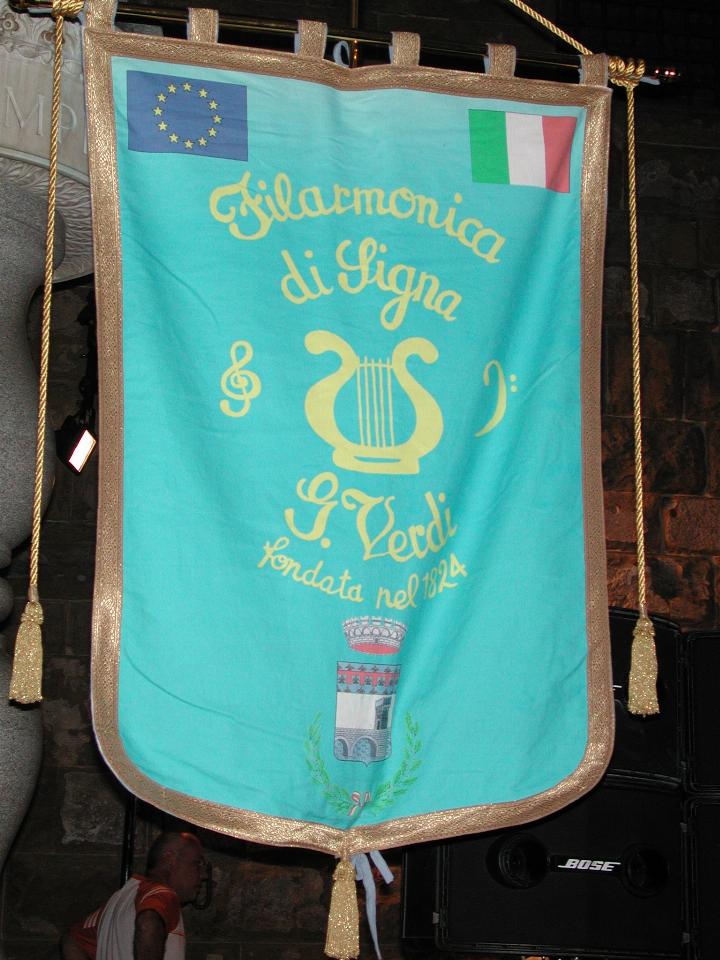 Filarmonica
di Signa
G. Verdi
fondata nel 1824
BOSE